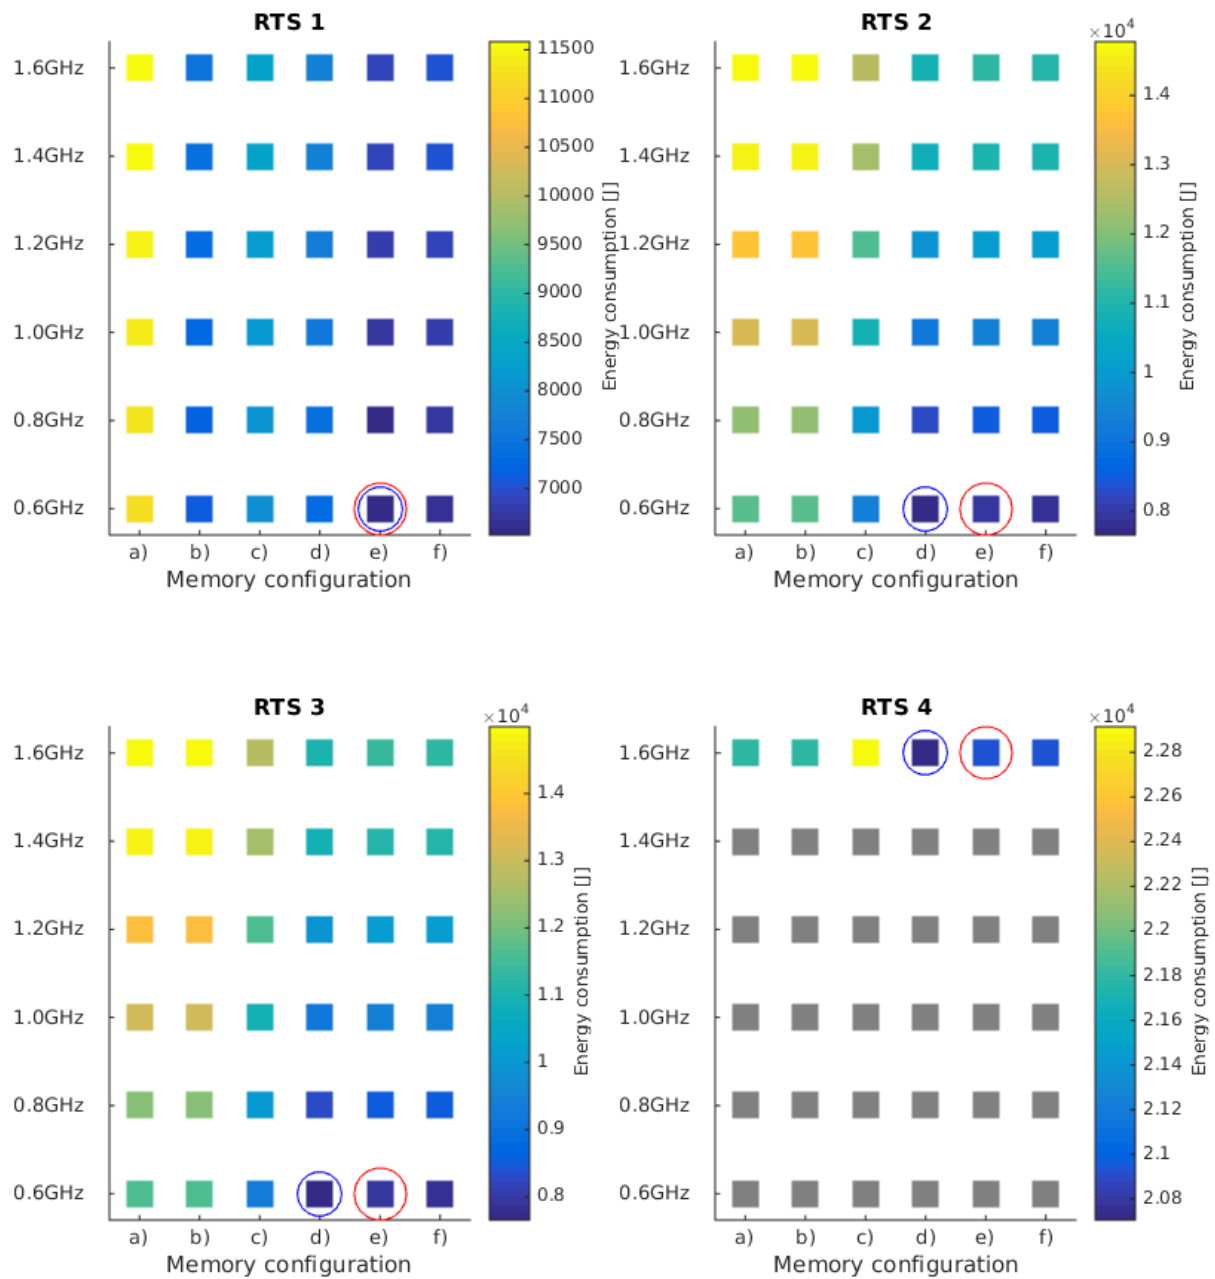 RTS 1
1.6GHz
1.4GHz
1.2GHz
1.0GHz
0.8GHz
0.6GHz
a) b) c) d) e) f)
Memory configuration
11500
11000
10500
10000
9500
9000
8500
8000
7500
7000
Energy consumption [J]
RTS 2
1.6GHz
1.4GHz
1.2GHz
1.0GHz
0.8GHz
0.6GHz
a) b) c) d) e) f)
Memory configuration
×10⁴
1.4
1.3
1.2
1.1
1
0.9
0.8
Energy consumption [J]
RTS 3
1.6GHz
1.4GHz
1.2GHz
1.0GHz
0.8GHz
0.6GHz
a) b) c) d) e) f)
Memory configuration
×10⁴
1.4
1.3
1.2
1.1
1
0.9
0.8
Energy consumption [J]
RTS 4
1.6GHz
1.4GHz
1.2GHz
1.0GHz
0.8GHz
0.6GHz
a) b) c) d) e) f)
Memory configuration
×10⁴
2.28
2.26
2.24
2.22
2.2
2.18
2.16
2.14
2.12
2.1
2.08
Energy consumption [J]